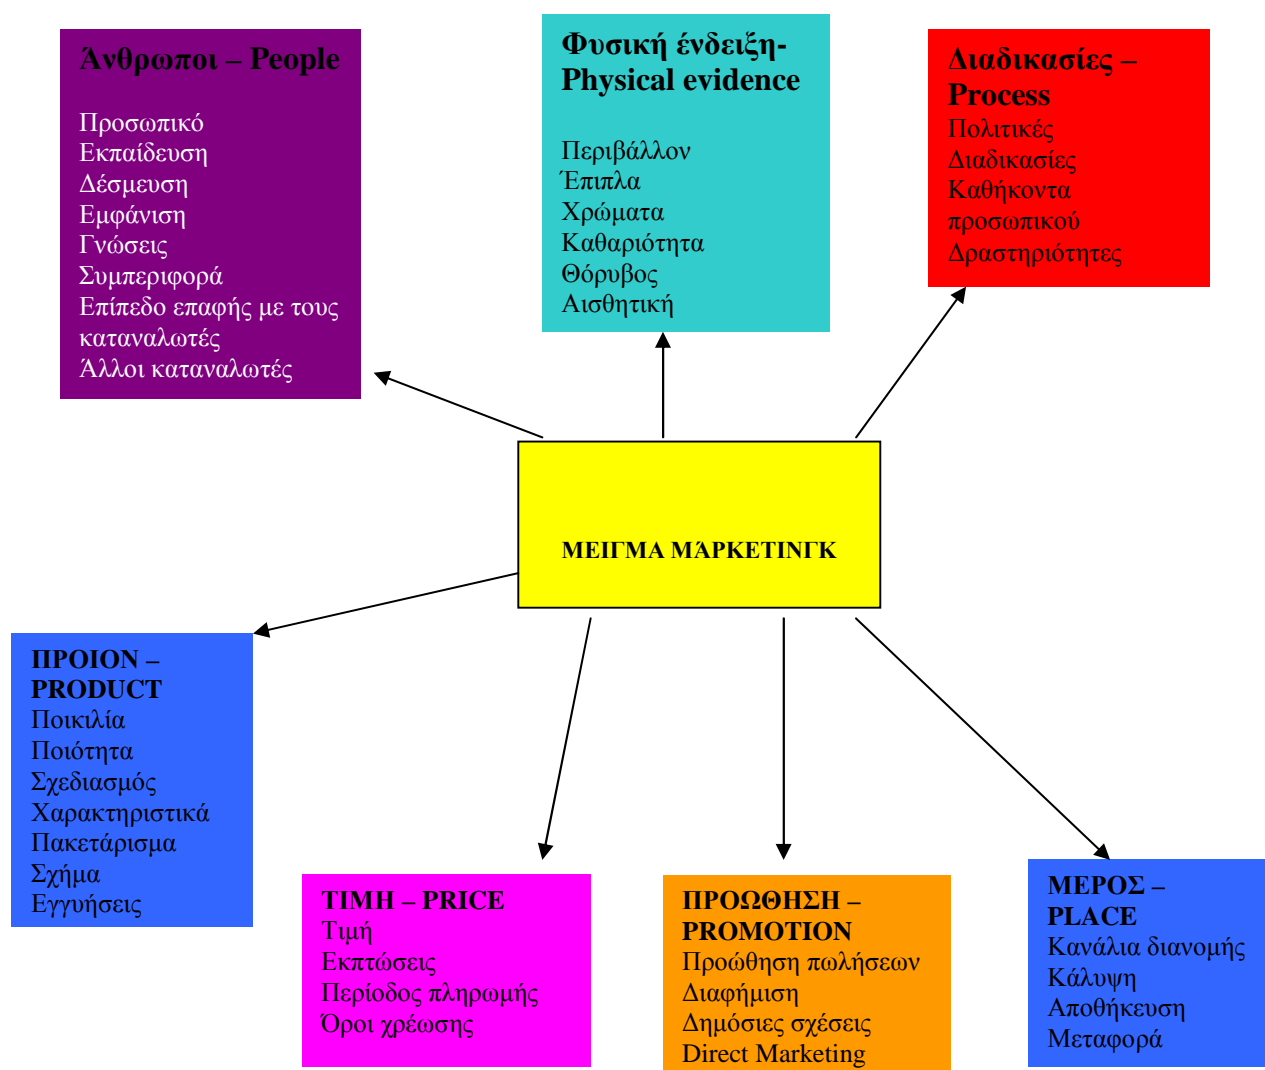 Άνθρωποι – People
Προσωπικό
Εκπαίδευση
Δέσμευση
Εμφάνιση
Γνώσεις
Συμπεριφορά
Επίπεδο επαφής με τους
καταναλωτές
Άλλοι καταναλωτές
Φυσική ένδειξη-
Physical evidence
Περιβάλλον
Έπιπλα
Χρώματα
Καθαριότητα
Θόρυβος
Αισθητική
Διαδικασίες –
Process
Πολιτικές
Διαδικασίες
Καθήκοντα
προσωπικού
Δραστηριότητες
ΜΕΙΓΜΑ ΜΆΡΚΕΤΙΝΓΚ
ΠΡΟΙΟΝ –
PRODUCT
Ποικιλία
Ποιότητα
Σχεδιασμός
Χαρακτηριστικά
Πακετάρισμα
Σχήμα
Εγγυήσεις
ΤΙΜΗ – PRICE
Τιμή
Εκπτώσεις
Περίοδος πληρωμής
Όροι χρέωσης
ΠΡΟΩΘΗΣΗ –
PROMOTION
Προώθηση πωλήσεων
Διαφήμιση
Δημόσιες σχέσεις
Direct Marketing
ΜΕΡΟΣ –
PLACE
Κανάλια διανομής
Κάλυψη
Αποθήκευση
Μεταφορά